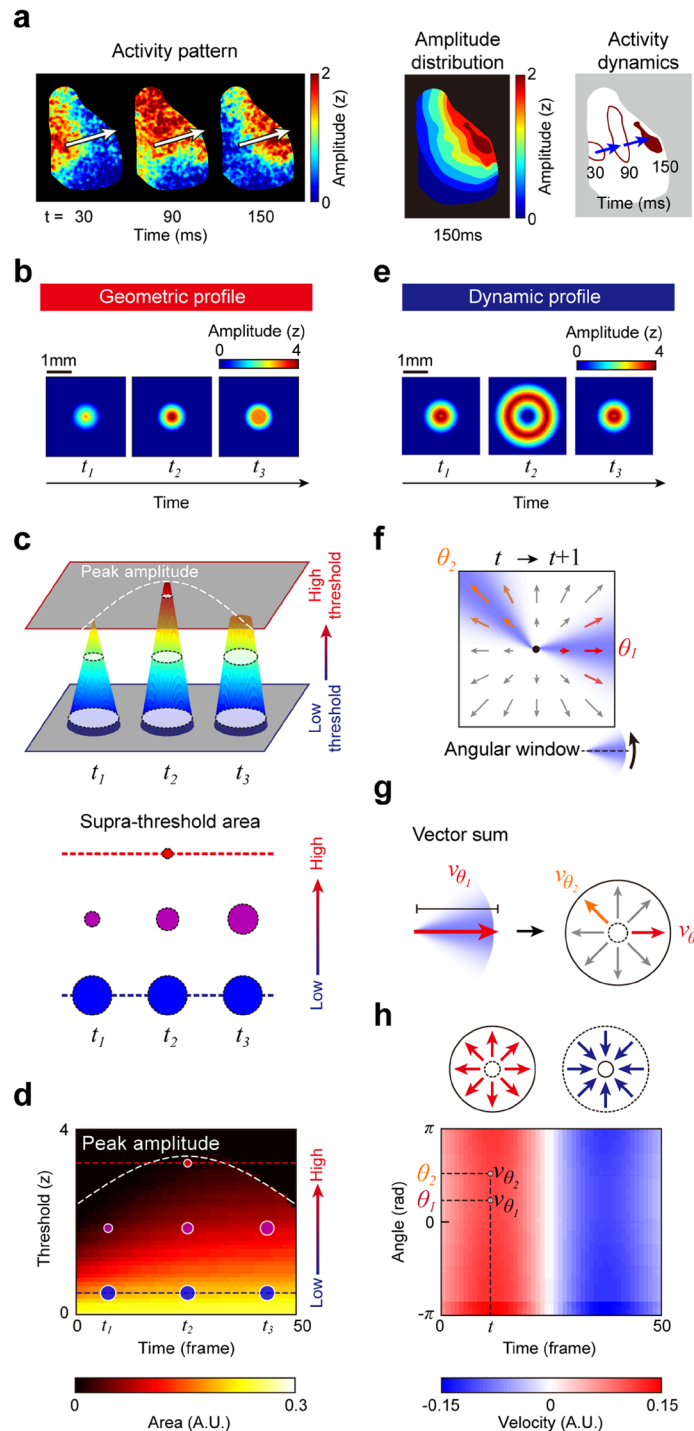 a
Activity pattern
2
Amplitude (z)
0
t = 30 90 150
Time (ms)
Amplitude
distribution
2
Amplitude (z)
0
150ms
Activity
dynamics
30 90 150
Time (ms)
b
Geometric profile
Amplitude (z)
0 4
1mm
t1 t2 t3
Time
e
Dynamic profile
Amplitude (z)
0 4
1mm
t1 t2 t3
Time
c
Peak amplitude
High
threshold
Low
threshold
t1 t2 t3
Supra-threshold area
High
Low
t1 t2 t3
d
4
Peak amplitude
Threshold (z)
High
Low
0
0 t1 t2 t3 50
Time (frame)
0 0.3
Area (A.U.)
f
θ2 t → t+1
θ1
Angular window
g
Vector sum
vθ1
vθ2
vθ
h
π
θ2 vθ2
θ1 vθ1
0
Angle (rad)
-π
0 t 50
Time (frame)
-0.15 0 0.15
Velocity (A.U.)